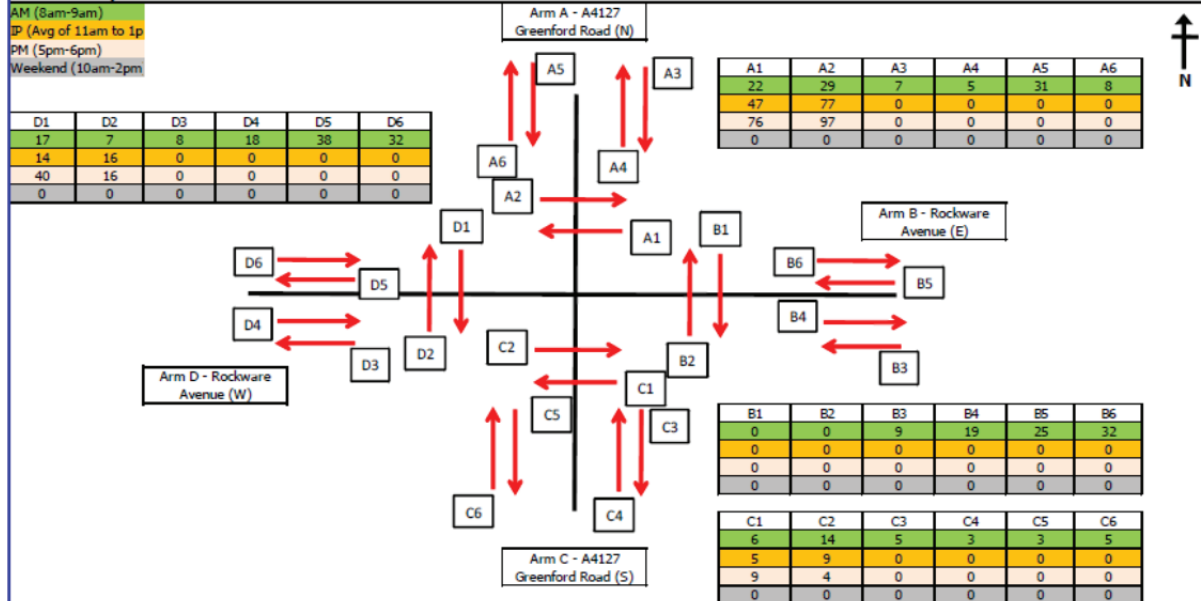 AM (8am-9am)
IP (Avg of 11am to 1p
PM (5pm-6pm)
Weekend (10am-2pm
Arm A - A4127
Greenford Road (N)
N
A1 A2 A3 A4 A5 A6
22 29 7 5 31 8
47 77 0 0 0 0
76 97 0 0 0 0
0 0 0 0 0 0
D1 D2 D3 D4 D5 D6
17 7 8 18 38 32
14 16 0 0 0 0
40 16 0 0 0 0
0 0 0 0 0 0
A5
A3
A6
A4
A2
D1
A1
B1
Arm B - Rockware
Avenue (E)
D6
D5
B6
B5
D4
B4
D3
D2
C2
B2
B3
Arm D - Rockware
Avenue (W)
C1
C5
C3
C6
C4
B1 B2 B3 B4 B5 B6
0 0 9 19 25 32
0 0 0 0 0 0
0 0 0 0 0 0
0 0 0 0 0 0
C1 C2 C3 C4 C5 C6
6 14 5 3 3 5
5 9 0 0 0 0
9 4 0 0 0 0
0 0 0 0 0 0
Arm C - A4127
Greenford Road (S)